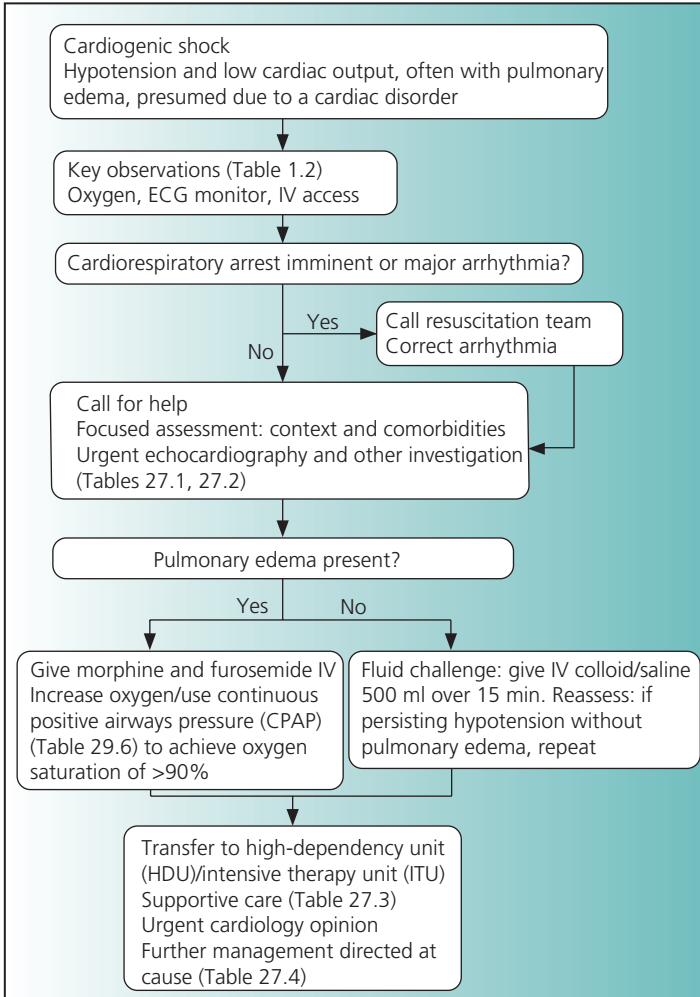 Cardiogenic shock
Hypotension and low cardiac output, often with pulmonary
edema, presumed due to a cardiac disorder
Key observations (Table 1.2)
Oxygen, ECG monitor, IV access
Cardiorespiratory arrest imminent or major arrhythmia?
Yes
No
Call resuscitation team
Correct arrhythmia
Call for help
Focused assessment: context and comorbidities
Urgent echocardiography and other investigation
(Tables 27.1, 27.2)
Pulmonary edema present?
Yes
No
Give morphine and furosemide IV
Increase oxygen/use continuous
positive airways pressure (CPAP)
(Table 29.6) to achieve oxygen
saturation of >90%
Fluid challenge: give IV colloid/saline
500 ml over 15 min. Reassess: if
persisting hypotension without
pulmonary edema, repeat
Transfer to high-dependency unit
(HDU)/intensive therapy unit (ITU)
Supportive care (Table 27.3)
Urgent cardiology opinion
Further management directed at
cause (Table 27.4)